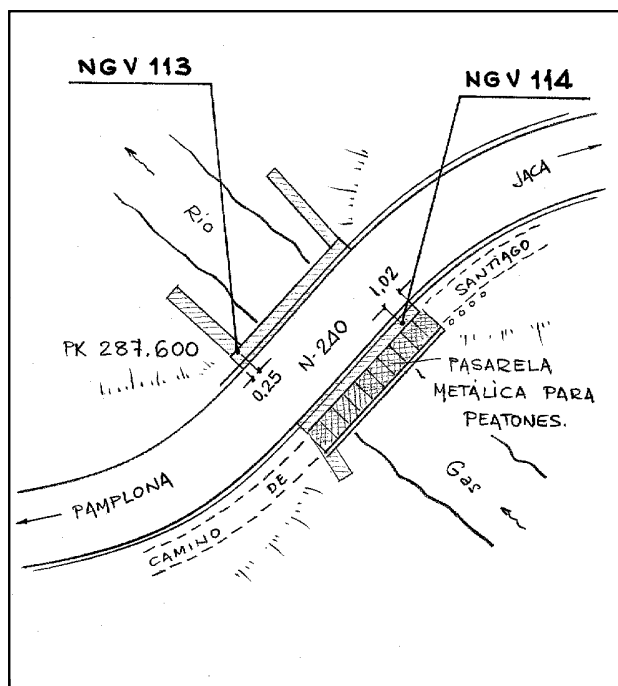 NGV 113
NGV 114
JACA
Rio
SANTIAGO
1,02
PK 287.600
N-240
0.25
PASARELA
METÁLICA PARA
PEATONES.
PAMPLONA
CAMINO DE
Gas